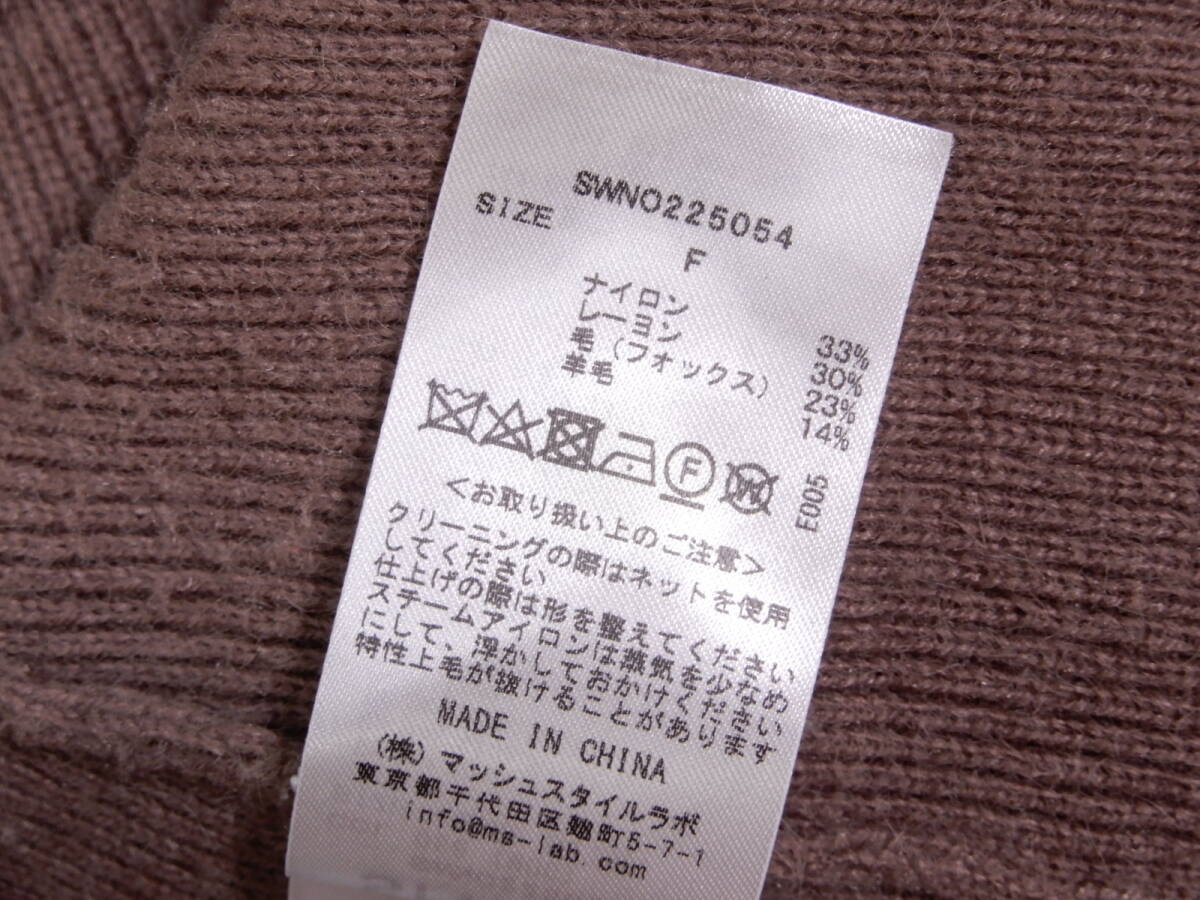 SWNO225054
SIZE F
ナイロン 33%
レーヨン 30%
毛(フォックス) 23%
羊毛 14%
F W E005
<お取り扱い上のご注意>
クリーニングの際はネットを使用
してください
仕上げの際は形を整えてください
スチームアイロンは蒸気を少なめ
にして、浮かしておかけください
特性上毛が抜けることがあります
MADE IN CHINA
(株)マッシュスタイルラボ
東京都千代田区麹町5-7-1
info@ms-lab.com